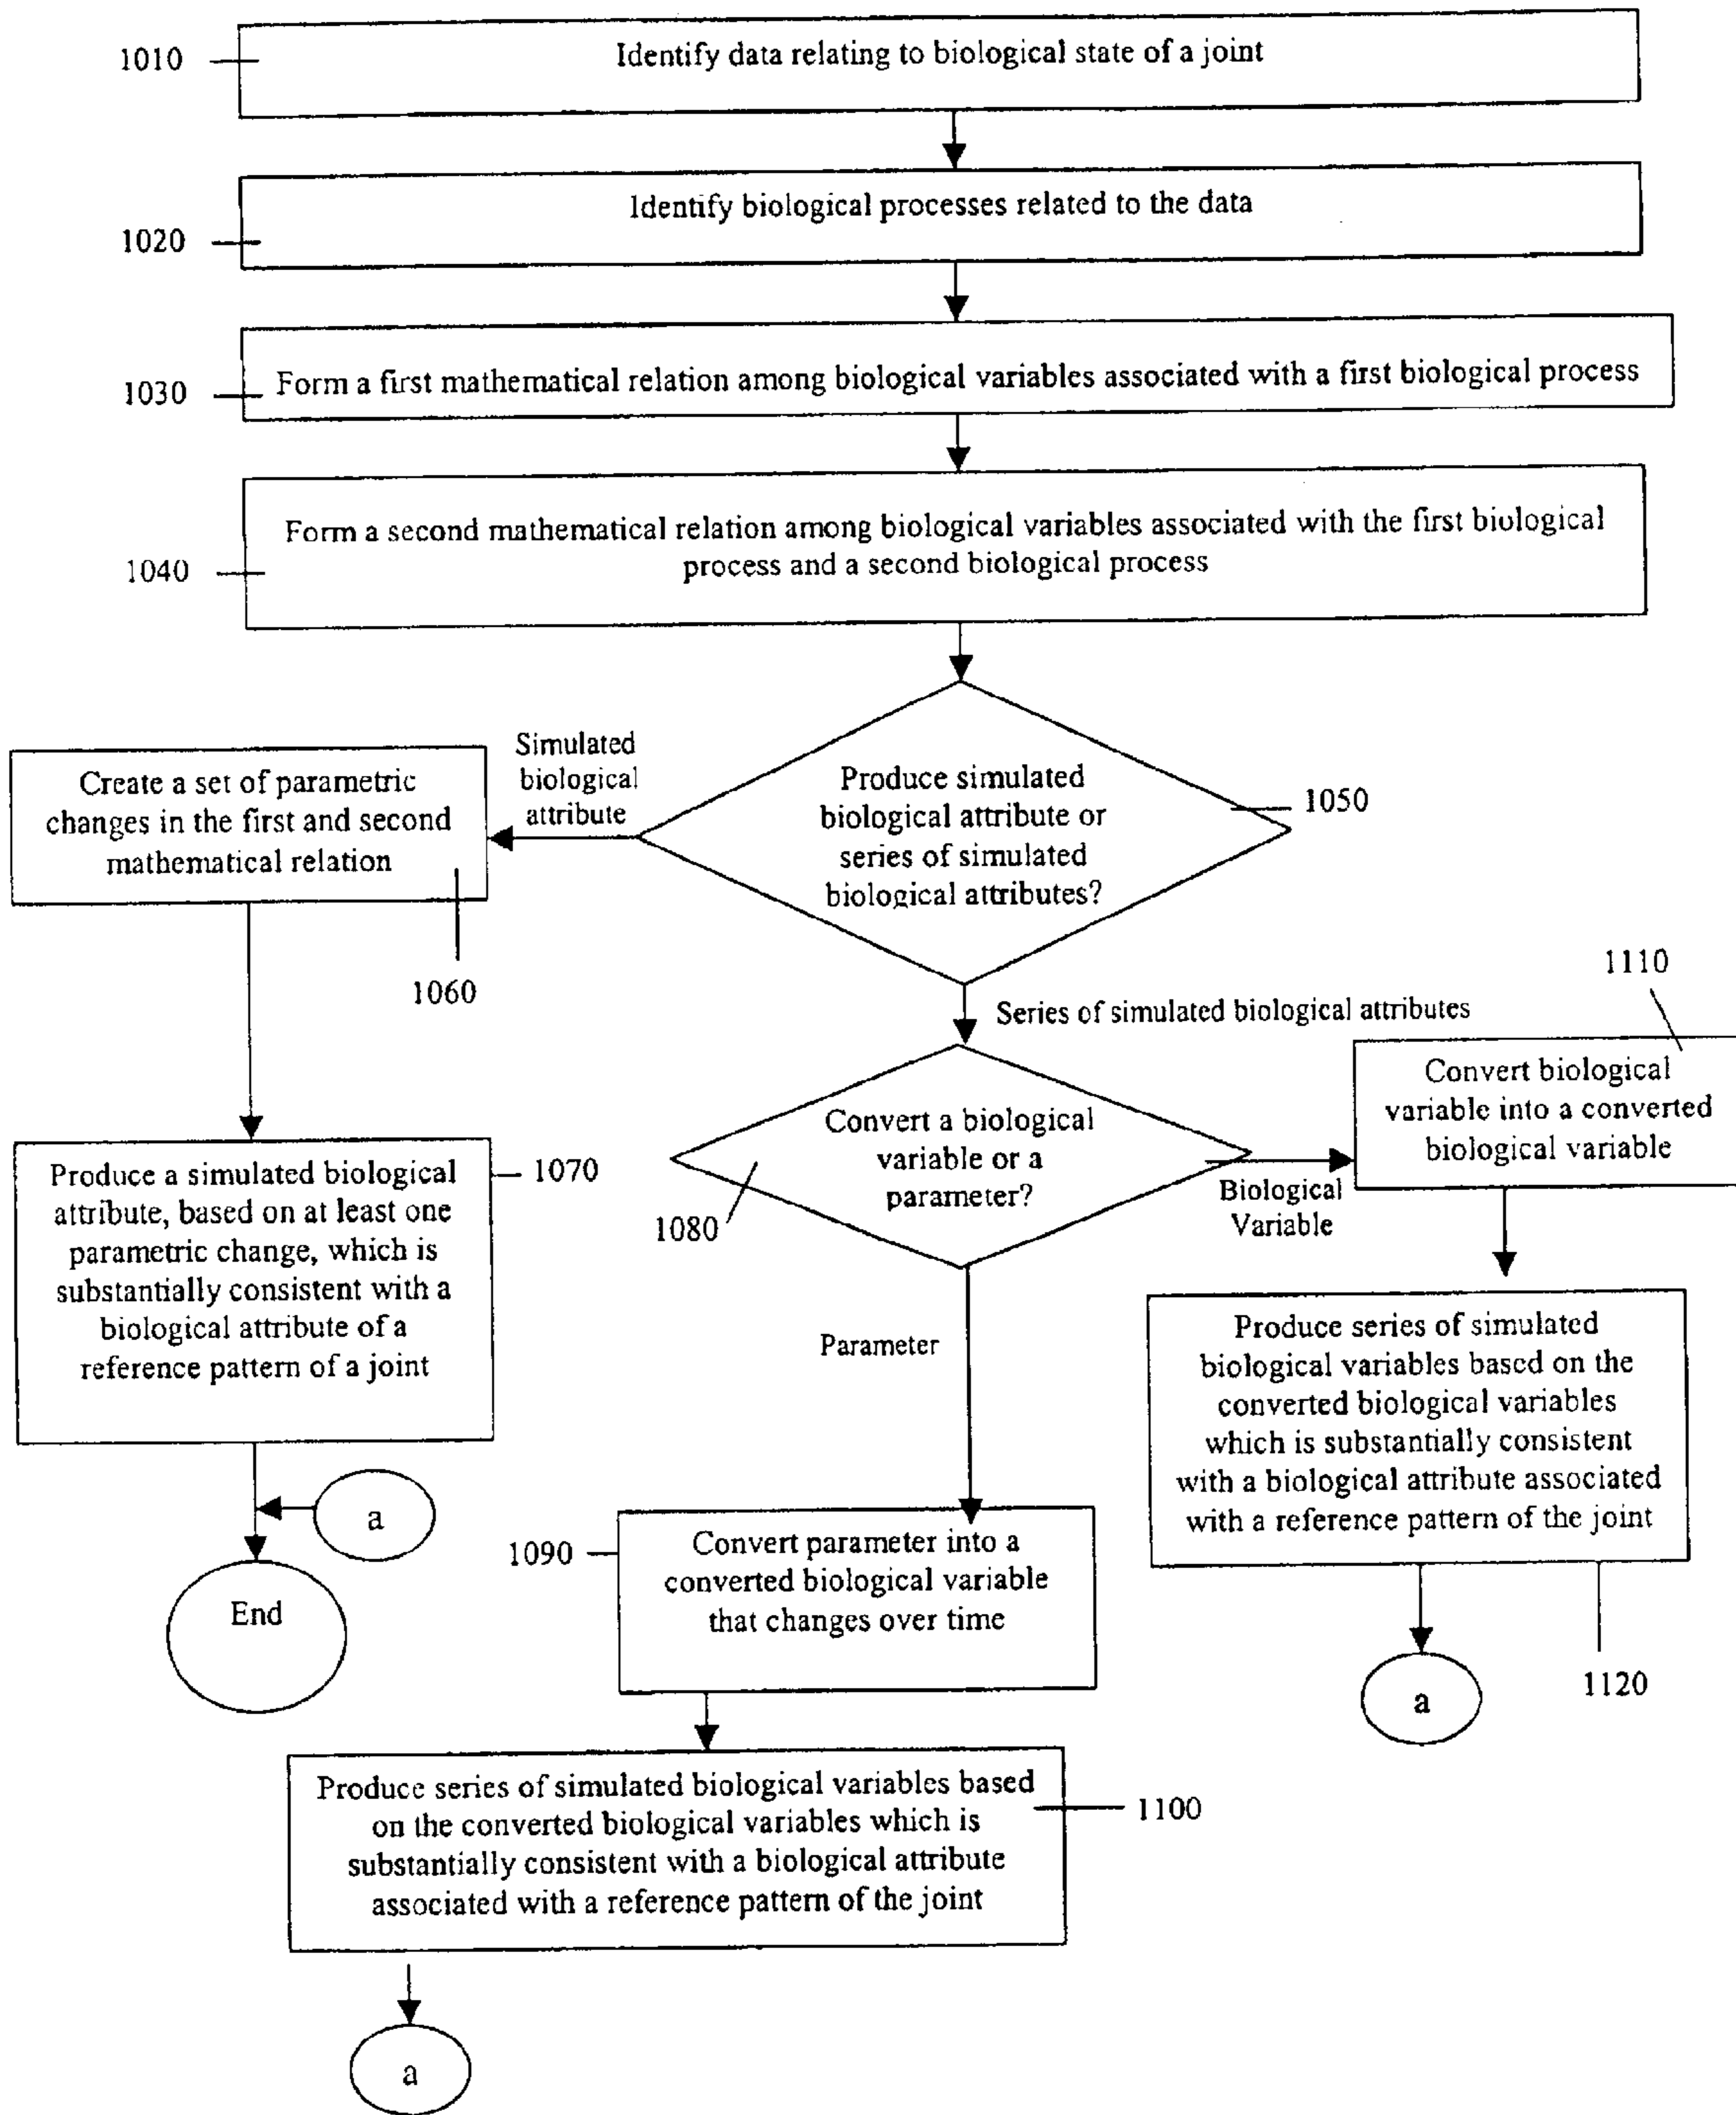 1010
Identify data relating to biological state of a joint
Identify biological processes related to the data
1020
Form a first mathematical relation among biological variables associated with a first biological process
1030
Form a second mathematical relation among biological variables associated with the first biological
process and a second biological process
1040
Simulated
biological
attribute
Create a set of parametric
changes in the first and second
mathematical relation
1060
Produce simulated
biological attribute or
series of simulated
biological attributes?
1050
Series of simulated biological attributes
1110
Convert biological
variable into a converted
biological variable
Convert a biological
variable or a
parameter?
1080
Biological
Variable
Produce a simulated biological
attribute, based on at least one
parametric change, which is
substantially consistent with a
biological attribute of a
reference pattern of a joint
1070
Parameter
Produce series of simulated
biological variables based on the
converted biological variables
which is substantially consistent
with a biological attribute associated
with a reference pattern of the joint
1120
a
a
End
1090
Convert parameter into a
converted biological variable
that changes over time
Produce series of simulated biological variables based
on the converted biological variables which is
substantially consistent with a biological attribute
associated with a reference pattern of the joint
1100
a